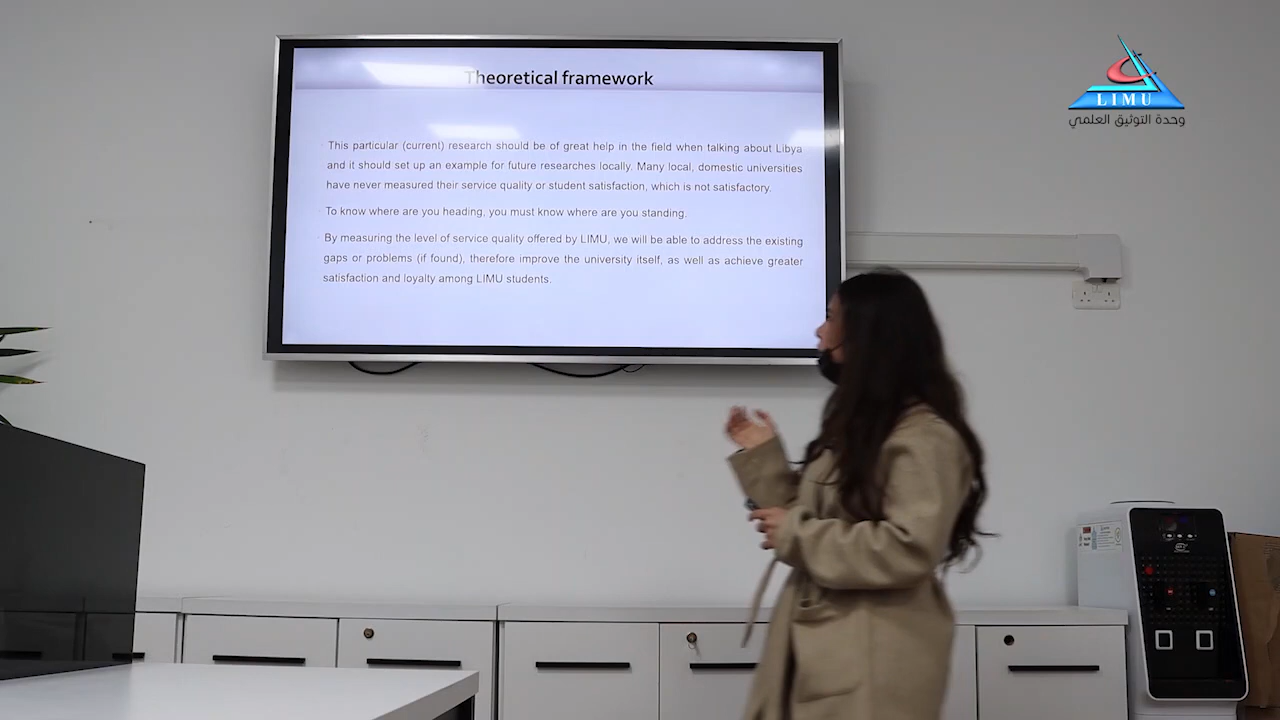 Theoretical framework
This particular (current) research should be of great help in the field when talking about Libya
and it should set up an example for future researches locally. Many local, domestic universities
have never measured their service quality or student satisfaction, which is not satisfactory.
To know where are you heading, you must know where are you standing.
By measuring the level of service quality offered by LIMU, we will be able to address the existing
gaps or problems (if found), therefore improve the university itself, as well as achieve greater
satisfaction and loyalty among LIMU students.
LIMU
وحدة التوثيق العلمي